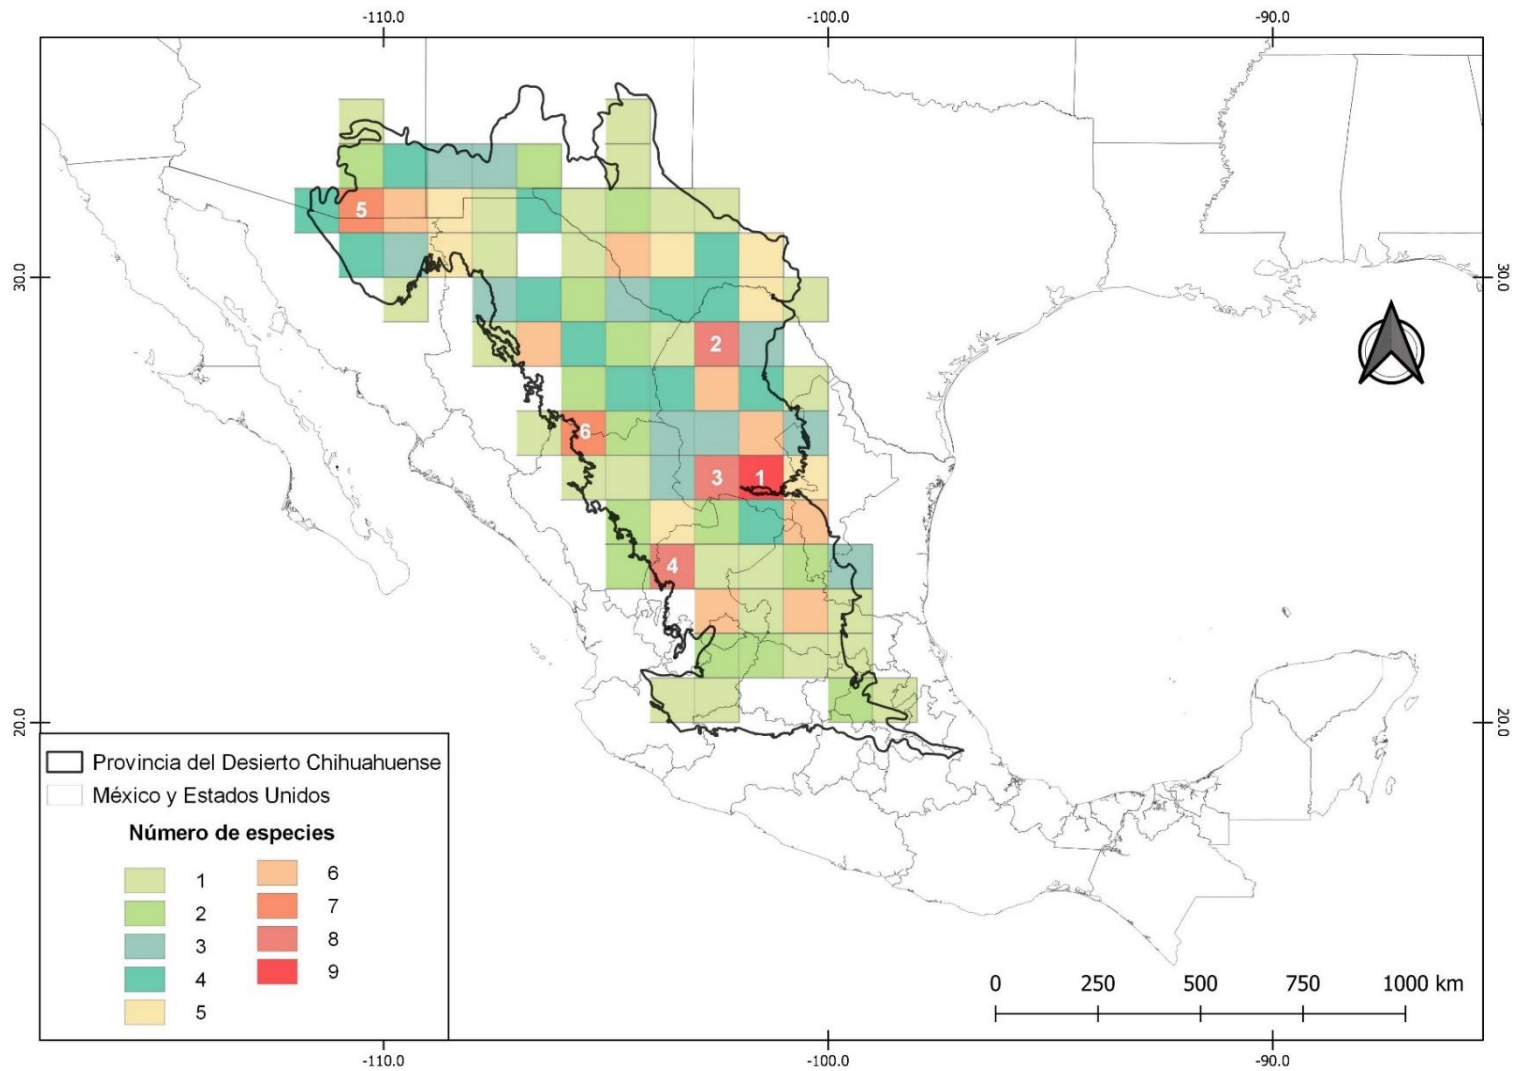 -110.0 -100.0 -90.0
5
30.0 30.0
2
6
3 1
4
20.0 20.0
Provincia del Desierto Chihuahuense
México y Estados Unidos
Número de especies
1 6
2 7
3 8
4 9
5
0 250 500 750 1000 km
-110.0 -100.0 -90.0